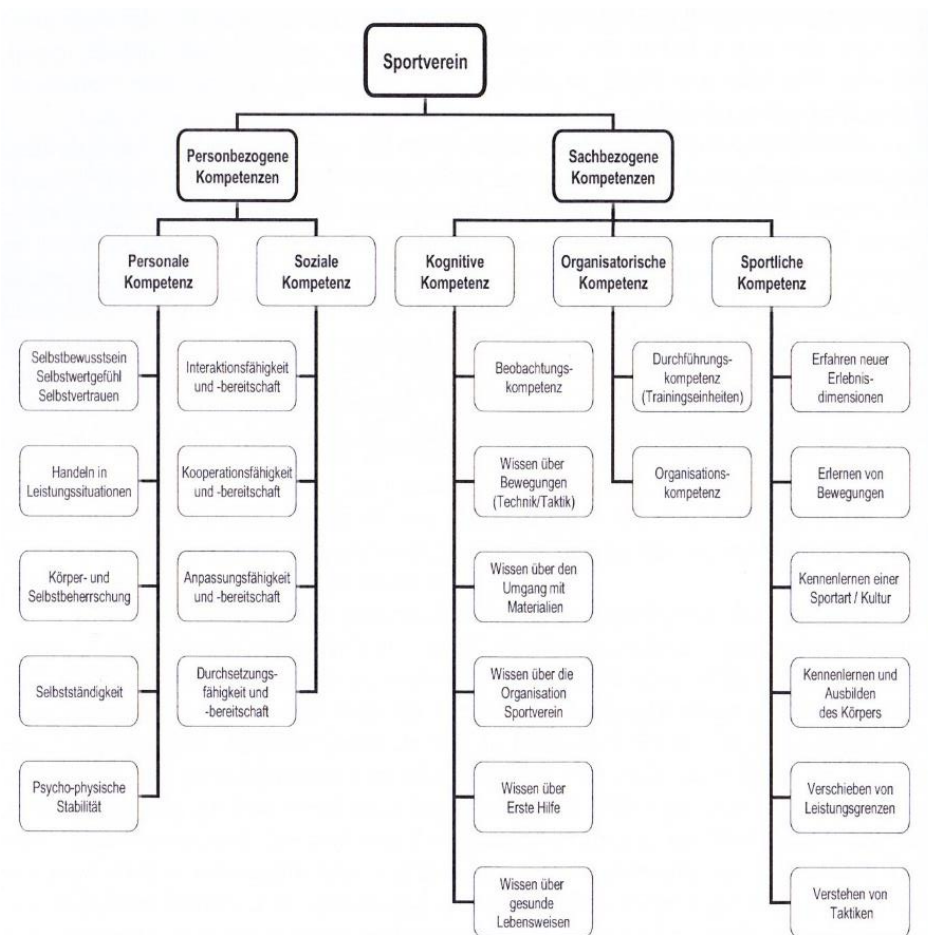 Sportverein
Personbezogene
Kompetenzen
Sachbezogene
Kompetenzen
Personale
Kompetenz
Soziale
Kompetenz
Kognitive
Kompetenz
Organisatorische
Kompetenz
Sportliche
Kompetenz
Selbstbewusstsein
Selbstwertgefühl
Selbstvertrauen
Handeln in
Leistungssituationen
Körper- und
Selbstbeherrschung
Selbstständigkeit
Psycho-physische
Stabilität
Interaktionsfähigkeit
und -bereitschaft
Kooperationsfähigkeit
und -bereitschaft
Anpassungsfähigkeit
und -bereitschaft
Durchsetzungs-
fähigkeit und
-bereitschaft
Beobachtungs-
kompetenz
Wissen über
Bewegungen
(Technik/Taktik)
Wissen über den
Umgang mit
Materialien
Wissen über die
Organisation
Sportverein
Wissen über
Erste Hilfe
Wissen über
gesunde
Lebensweisen
Durchführungs-
kompetenz
(Trainingseinheiten)
Organisations-
kompetenz
Erfahren neuer
Erlebnis-
dimensionen
Erlernen von
Bewegungen
Kennenlernen einer
Sportart / Kultur
Kennenlernen und
Ausbilden
des Körpers
Verschieben von
Leistungsgrenzen
Verstehen von
Taktiken